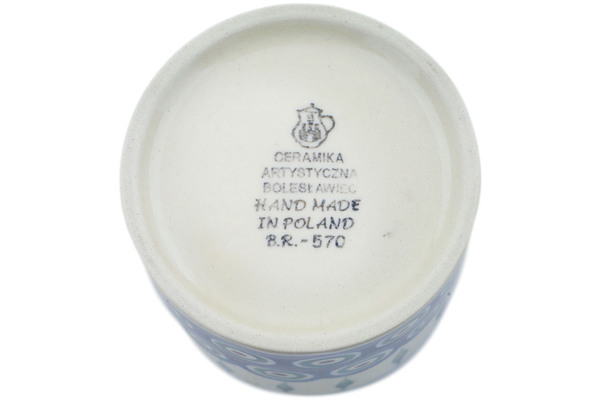 CERAMIKA
ARTYSTYCZNA
BOLESŁAWIEC
HAND MADE
IN POLAND
B.R.-570